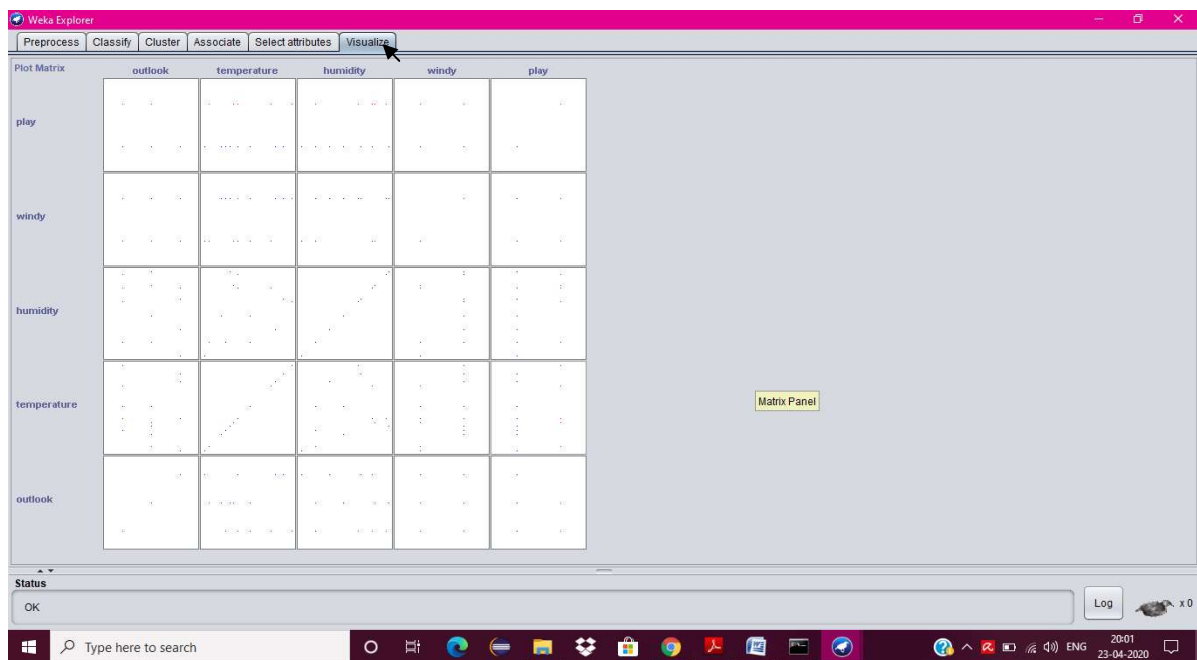 Weka Explorer
Preprocess Classify Cluster Associate Select attributes Visualize
Plot Matrix outlook temperature humidity windy play
play
windy
humidity
temperature
Matrix Panel
outlook
Status
OK
Log x 0
Type here to search
ENG
20:01
23-04-2020